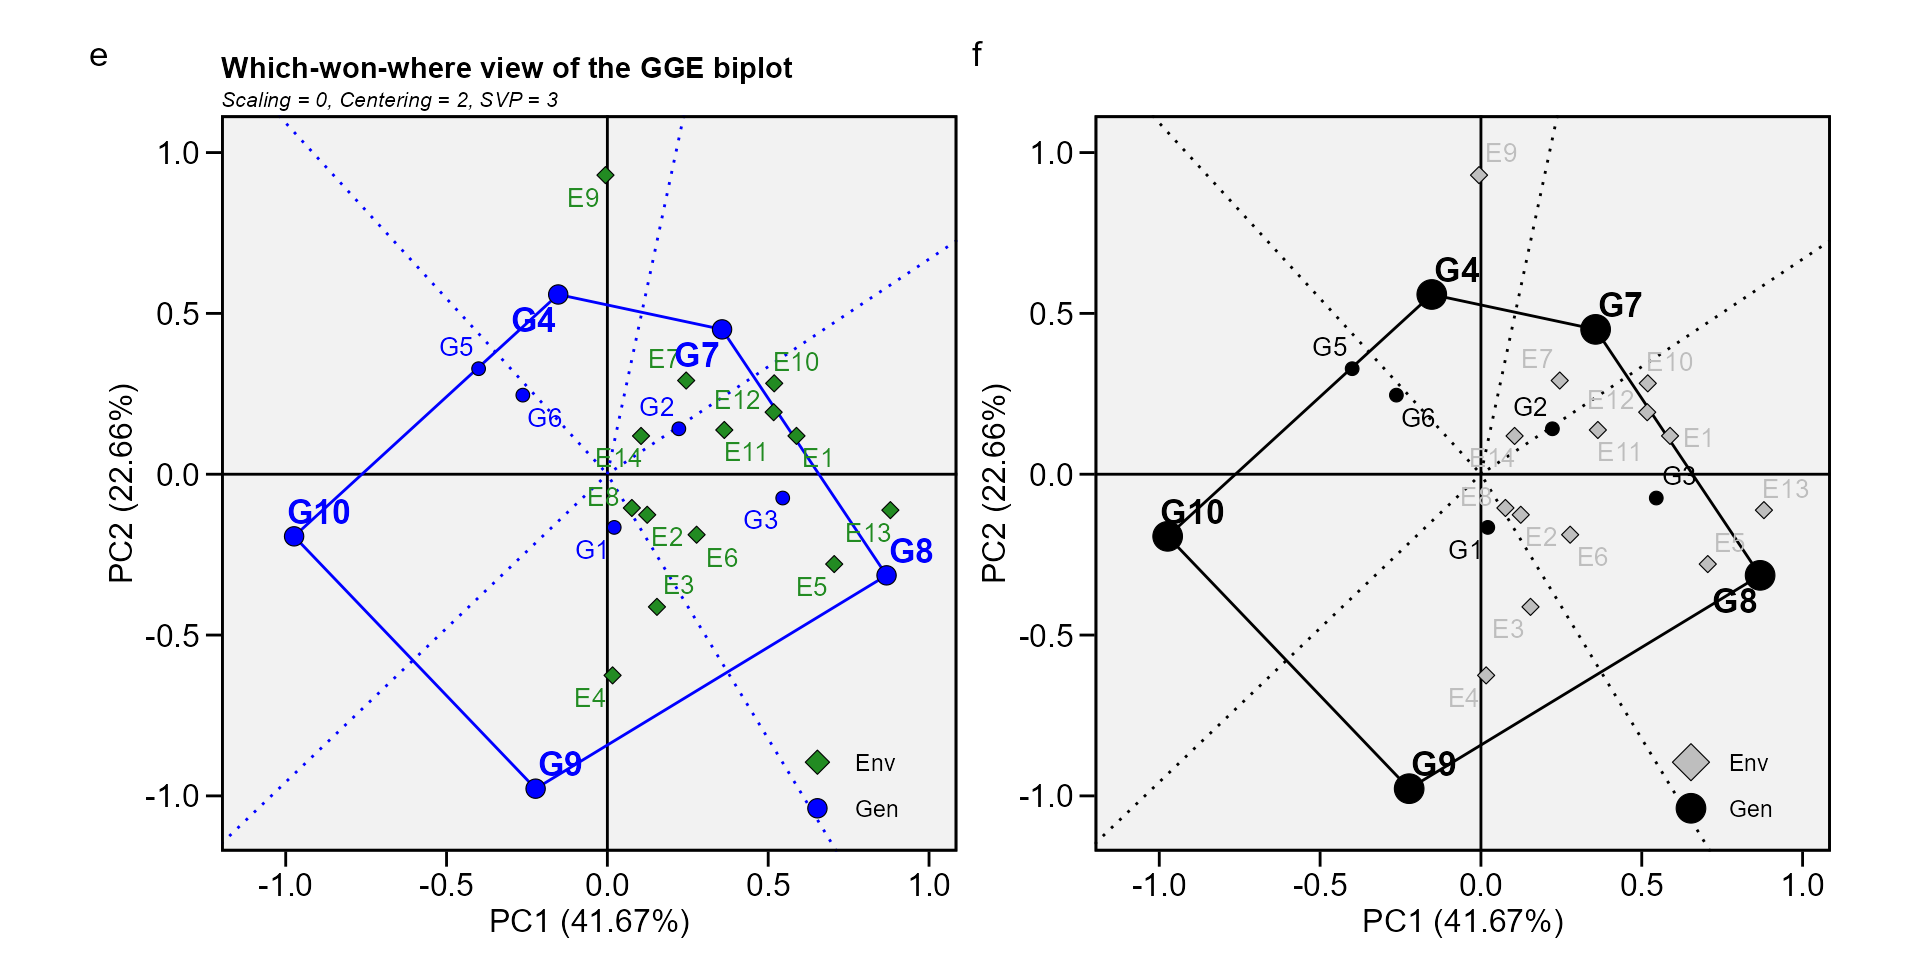 e
Which-won-where view of the GGE biplot
Scaling = 0, Centering = 2, SVP = 3
1.0
0.5
0.0
-0.5
-1.0
PC2 (22.66%)
E9
G4
G5
G6
E7
G7
E10
E12
G2
E14
E11
E1
G10
E8
G3
E13
G1
E2
E6
G8
E3
E5
E4
G9
Env
Gen
-1.0
-0.5
0.0
0.5
1.0
PC1 (41.67%)
f
1.0
0.5
0.0
-0.5
-1.0
PC2 (22.66%)
E9
G4
G7
G5
E7
E10
G6
G2
E12
E14
E11
E1
G3
G10
E8
E13
G1
E2
E6
E5
G8
E3
E4
G9
Env
Gen
-1.0
-0.5
0.0
0.5
1.0
PC1 (41.67%)